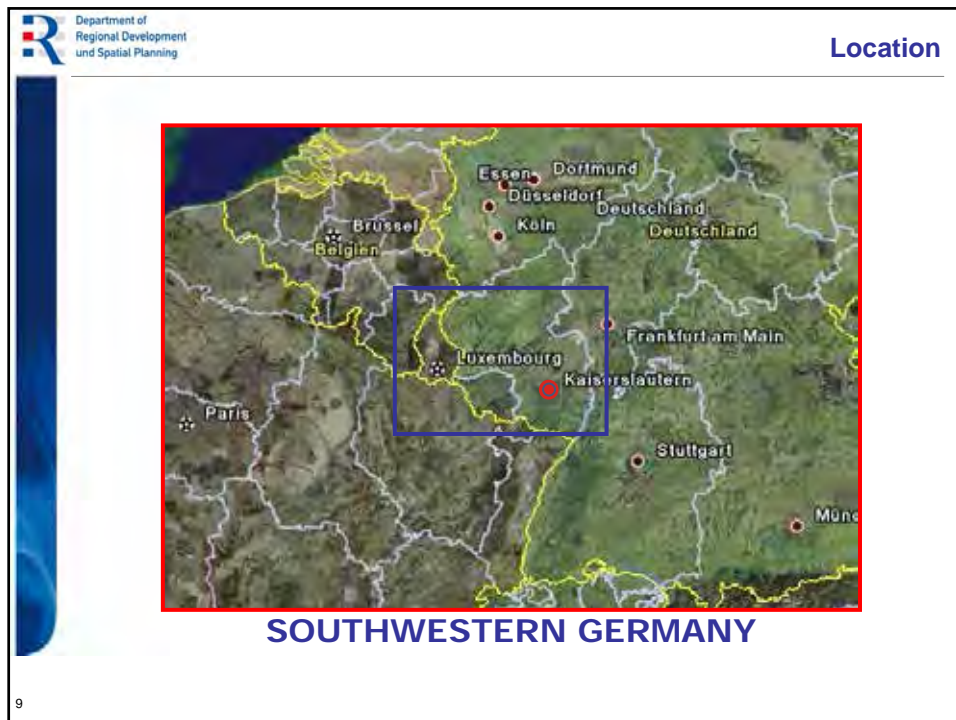 Department of
Regional Development
und Spatial Planning
Location
Essen
Dortmund
Düsseldorf
Deutschland
Deutschland
Brüssel
Köln
Belgien
Frankfurt am Main
Luxembourg
Kaiserslautern
Paris
Stuttgart
Münc
SOUTHWESTERN GERMANY
9